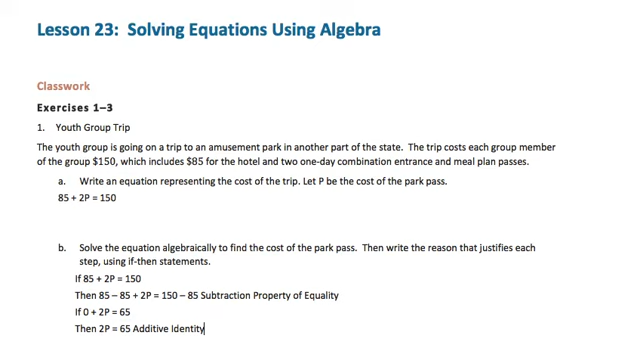 Lesson 23: Solving Equations Using Algebra
Classwork
Exercises 1–3
1. Youth Group Trip
The youth group is going on a trip to an amusement park in another part of the state. The trip costs each group member
of the group $150, which includes $85 for the hotel and two one-day combination entrance and meal plan passes.
a. Write an equation representing the cost of the trip. Let P be the cost of the park pass.
85 + 2P = 150
b. Solve the equation algebraically to find the cost of the park pass. Then write the reason that justifies each
step, using if-then statements.
If 85 + 2P = 150
Then 85 – 85 + 2P = 150 – 85 Subtraction Property of Equality
If 0 + 2P = 65
Then 2P = 65 Additive Identity